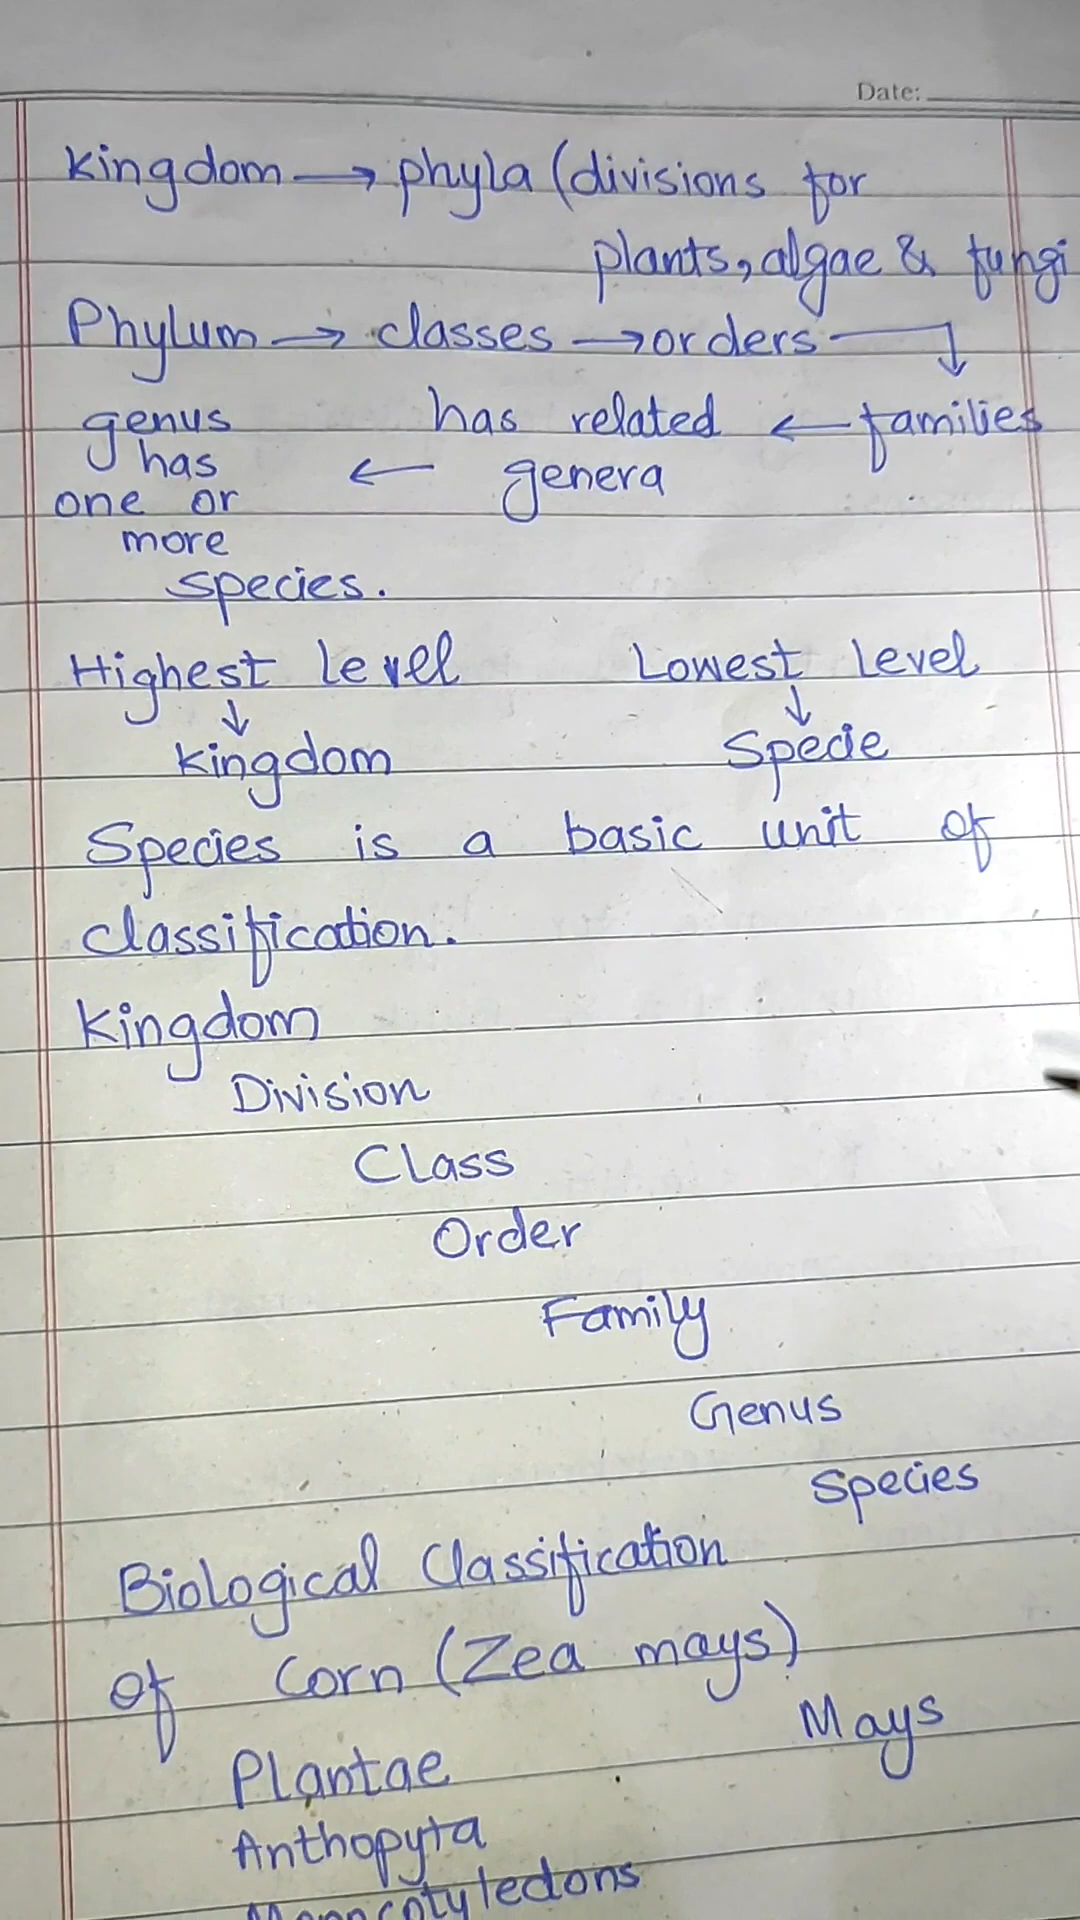 Date:
Kingdom → phyla (divisions for
plants, algae & fungi
Phylum → classes → orders
genus has related ← families
has ← genera
one or
more
species.
Highest level Lowest level
↓ ↓
Kingdom Specie
Species is a basic unit of
classification.
Kingdom
Division
Class
Order
Family
Genus
Species
Biological Classification
of Corn (Zea mays)
Mays
Plantae
Anthopyta
Monocotyledons